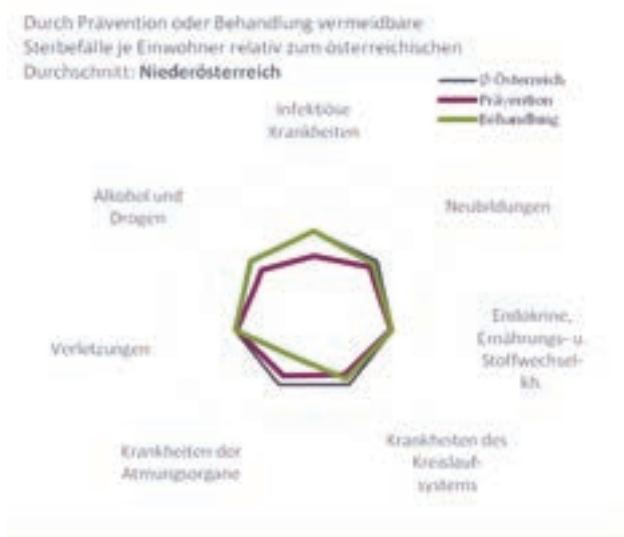 Durch Prävention oder Behandlung vermeidbare
Sterbefälle je Einwohner relativ zum österreichischen
Durchschnitt: Niederösterreich
Ø Österreich
Prävention
Behandlung
Infektiöse
Krankheiten
Alkohol und
Drogen
Neubildungen
Endokrine,
Ernährungs- u.
Stoffwechsel-
kh.
Verletzungen
Krankheiten des
Kreislauf-
systems
Krankheiten der
Atmungsorgane